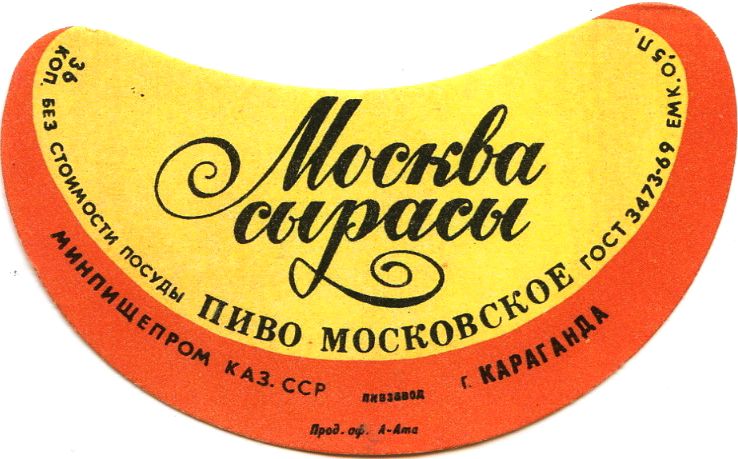 Москва
сырасы
ПИВО МОСКОВСКОЕ
36
КОП. БЕЗ СТОИМОСТИ ПОСУДЫ
ГОСТ 3473-69 ЕМК. 0,5 Л.
МИНПИЩЕПРОМ КАЗ. ССР ПИВЗАВОД г. КАРАГАНДА
Прод. оф. А-Ата